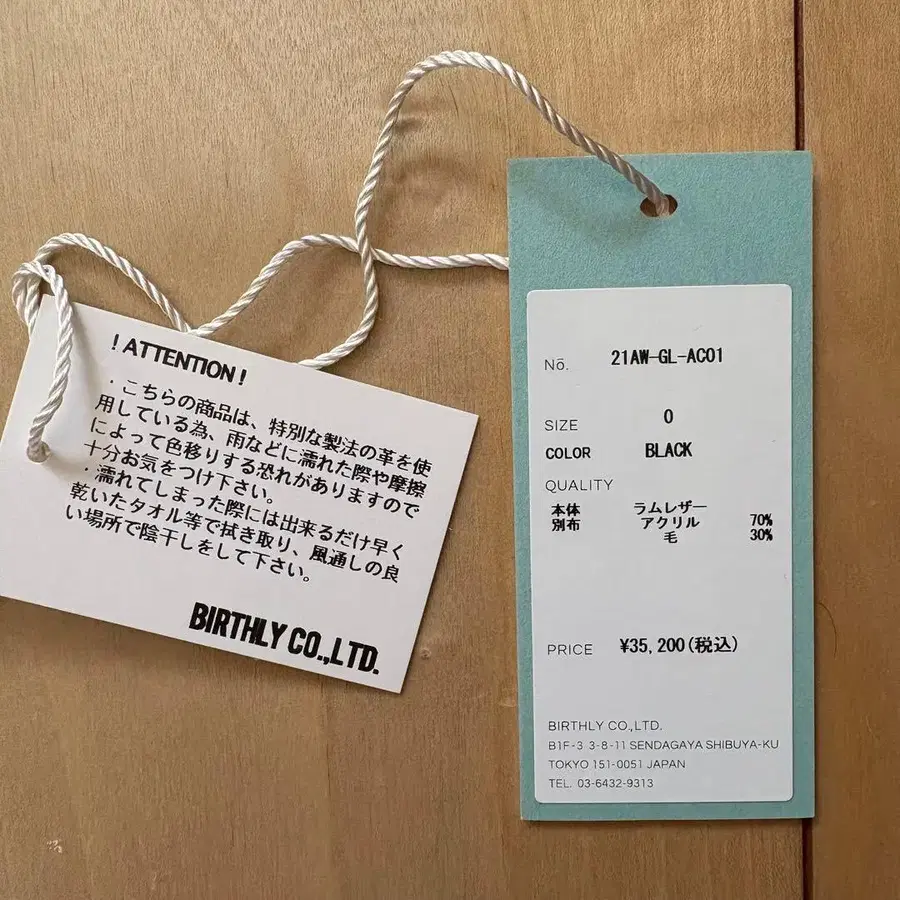 ! ATTENTION !
・こちらの商品は、特別な製法の革を使
用している為、雨などに濡れた際や摩擦
によって色移りする恐れがありますので
十分お気をつけ下さい。
・濡れてしまった際には出来るだけ早く
乾いたタオル等で拭き取り、風通しの良
い場所で陰干しをして下さい。
BIRTHLY CO.,LTD.
Nō. 21AW-GL-AC01
SIZE 0
COLOR BLACK
QUALITY
本体 ラムレザー
別布 アクリル 70%
毛 30%
PRICE ¥35,200(税込)
BIRTHLY CO.,LTD.
B1F-3 3-8-11 SENDAGAYA SHIBUYA-KU
TOKYO 151-0051 JAPAN
TEL. 03-6432-9313